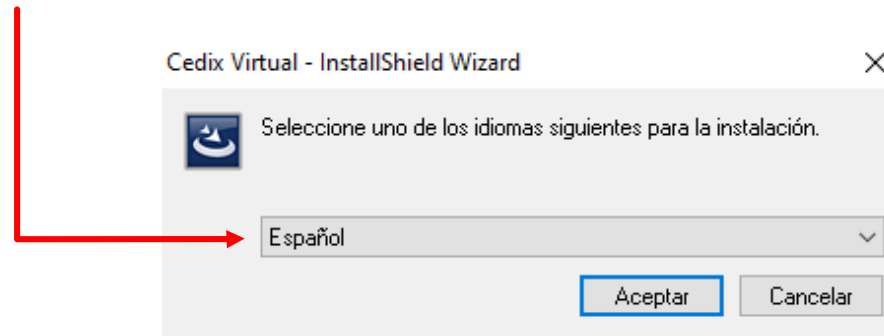 Cedix Virtual - InstallShield Wizard
Seleccione uno de los idiomas siguientes para la instalación.
Español
Aceptar Cancelar